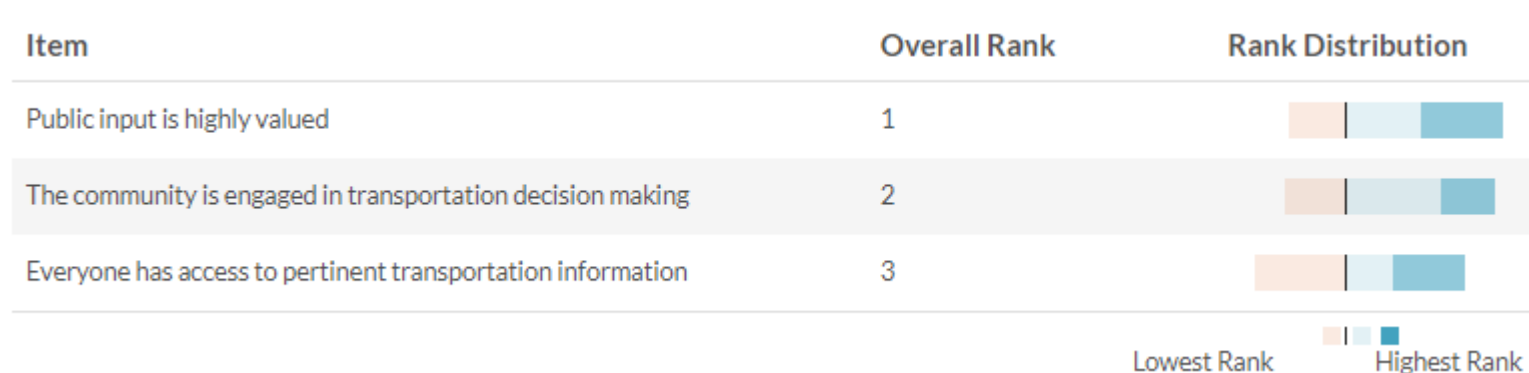 Item Overall Rank Rank Distribution
Public input is highly valued 1
The community is engaged in transportation decision making 2
Everyone has access to pertinent transportation information 3
Lowest Rank Highest Rank